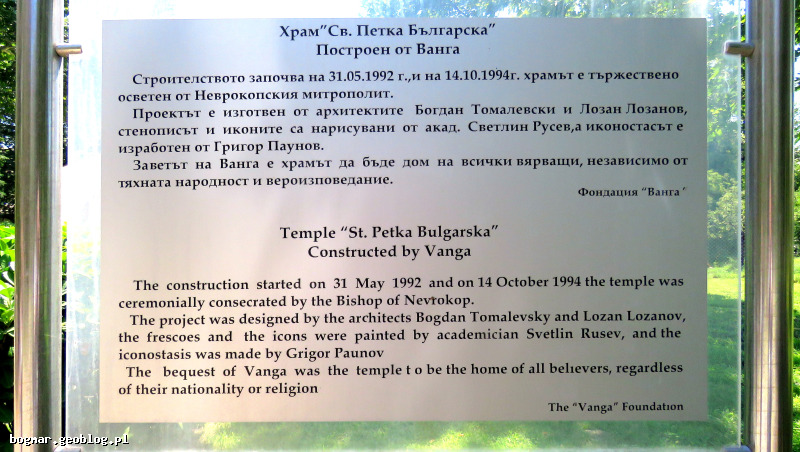 Храм"Св. Петка Българска"
Построен от Ванга
Строителството започва на 31.05.1992 г.,и на 14.10.1994г. храмът е тържествено
осветен от Неврокопския митрополит.
Проектът е изготвен от архитектите Богдан Томалевски и Лозан Лозанов,
стенописът и иконите са нарисувани от акад. Светлин Русев,а иконостасът е
изработен от Григор Паунов.
Заветът на Ванга е храмът да бъде дом на всички вярващи, независимо от
тяхната народност и вероизповедание.
Фондация "Ванга"
Temple "St. Petka Bulgarska"
Constructed by Vanga
The construction started on 31 May 1992 and on 14 October 1994 the temple was
ceremonially consecrated by the Bishop of Nevrokop.
The project was designed by the architects Bogdan Tomalevsky and Lozan Lozanov,
the frescoes and the icons were painted by academician Svetlin Rusev, and the
iconostasis was made by Grigor Paunov
The bequest of Vanga was the temple t o be the home of all believers, regardless
of their nationality or religion
The "Vanga" Foundation
bogmar.geoblog.pl